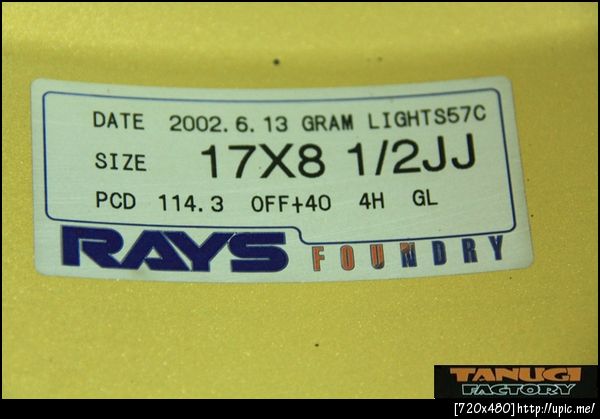 DATE 2002.6.13 GRAM LIGHTS57C
SIZE 17X8 1/2JJ
PCD 114.3 OFF+40 4H GL
RAYS FOUNDRY
TANUGI
FACTORY
[720x480]http://upic.me/